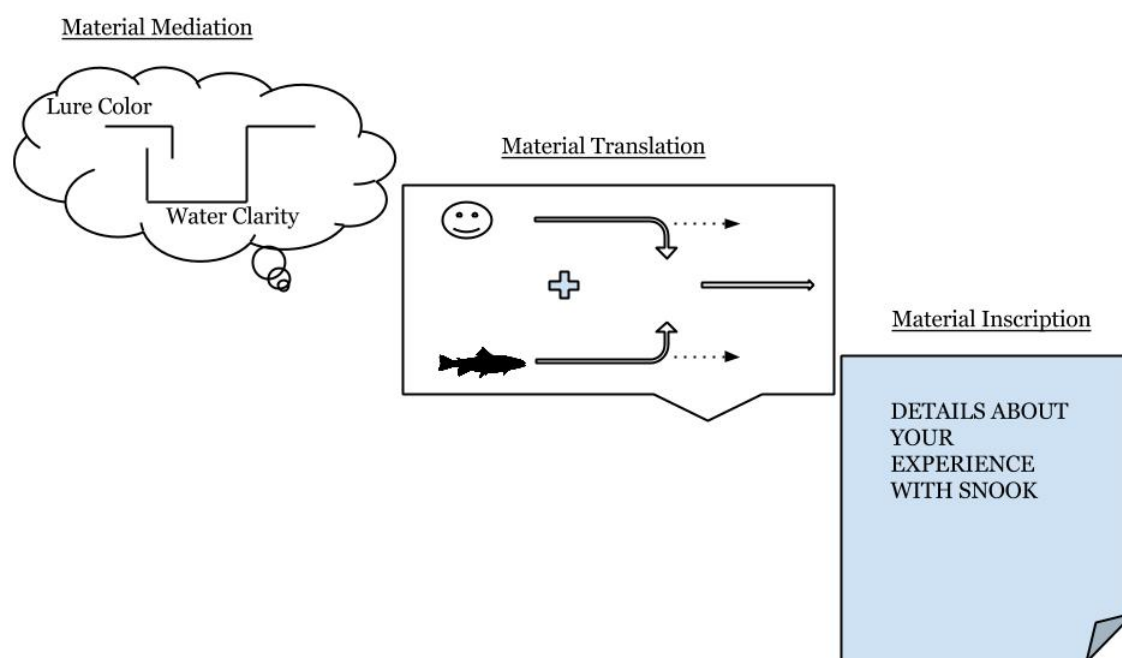 Material Mediation
Lure Color
Water Clarity
Material Translation
Material Inscription
DETAILS ABOUT
YOUR
EXPERIENCE
WITH SNOOK